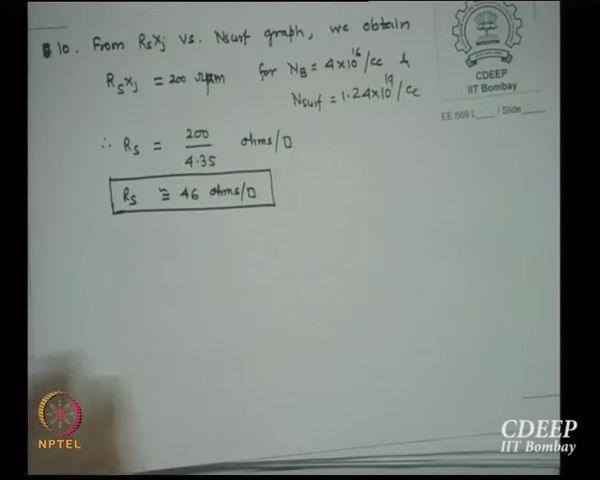 10. From Rsxj vs. Nsurf graph, we obtain
Rsxj = 200 Ωμm for NB = 4×10^16/cc &
Nsurf = 1.24×10^19/cc
∴ Rs = 200/4.35 ohms/□
Rs ≅ 46 ohms/□
CDEEP
IIT Bombay
EE 669 L____ / Slide____
NPTEL
CDEEP
IIT Bombay